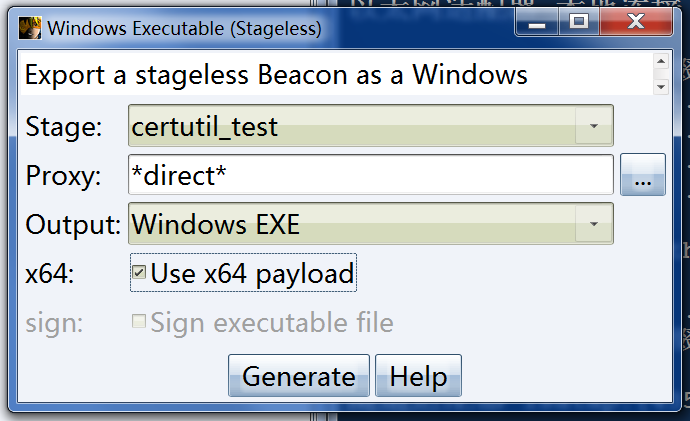 Windows Executable (Stageless)
Export a stageless Beacon as a Windows
Stage: certutil_test
Proxy: *direct* ...
Output: Windows EXE
x64: Use x64 payload
sign: Sign executable file
Generate Help